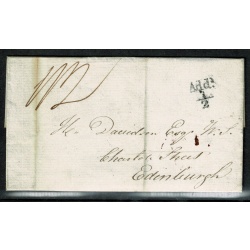 Add!
1/2
H. Davidson Esq. W.S.
Charlotte Street
Edinburgh